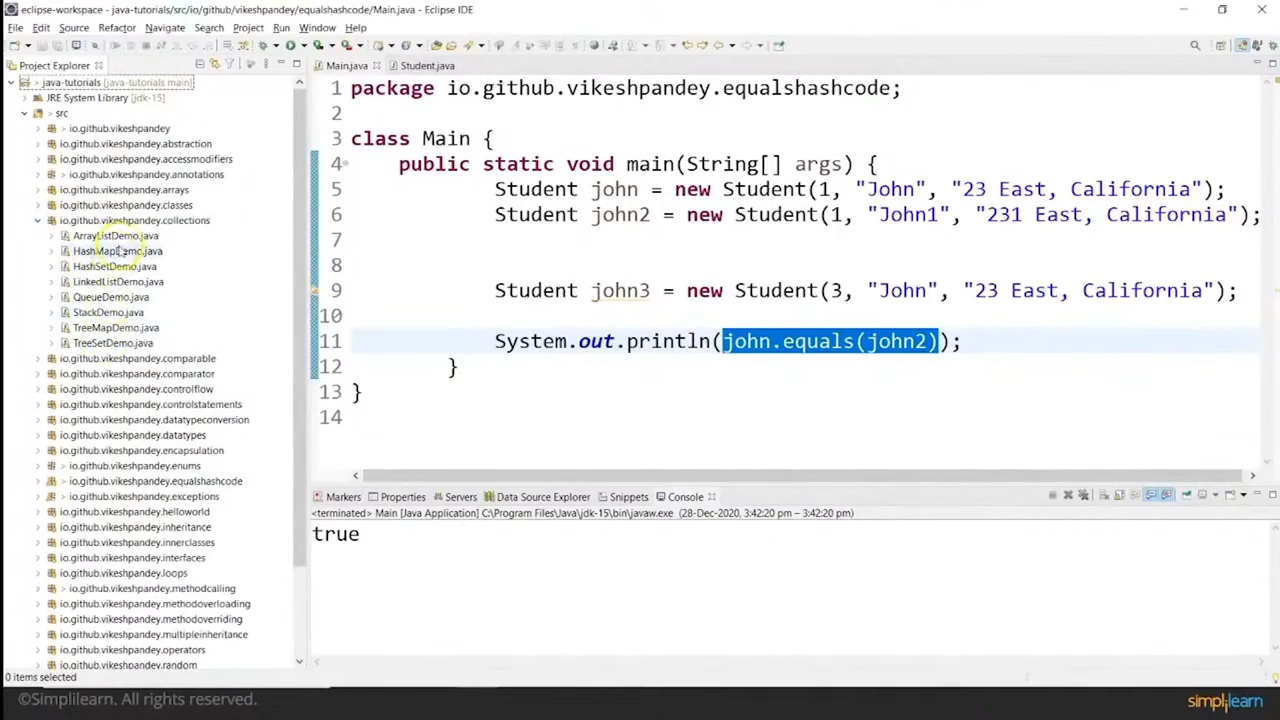 eclipse-workspace - java-tutorials/src/io/github/vikeshpandey/equalshashcode/Main.java - Eclipse IDE
File Edit Source Refactor Navigate Search Project Run Window Help
Project Explorer
java-tutorials [java-tutorials main]
JRE System Library [jdk-15]
src
io.github.vikeshpandey
io.github.vikeshpandey.abstraction
io.github.vikeshpandey.accessmodifiers
io.github.vikeshpandey.annotations
io.github.vikeshpandey.arrays
io.github.vikeshpandey.classes
io.github.vikeshpandey.collections
ArrayListDemo.java
HashMapDemo.java
HashSetDemo.java
LinkedListDemo.java
QueueDemo.java
StackDemo.java
TreeMapDemo.java
TreeSetDemo.java
io.github.vikeshpandey.comparable
io.github.vikeshpandey.comparator
io.github.vikeshpandey.controlflow
io.github.vikeshpandey.controlstatements
io.github.vikeshpandey.datatypeconversion
io.github.vikeshpandey.datatypes
io.github.vikeshpandey.encapsulation
io.github.vikeshpandey.enums
io.github.vikeshpandey.equalshashcode
io.github.vikeshpandey.exceptions
io.github.vikeshpandey.helloworld
io.github.vikeshpandey.inheritance
io.github.vikeshpandey.innerclasses
io.github.vikeshpandey.interfaces
io.github.vikeshpandey.loops
io.github.vikeshpandey.methodcalling
io.github.vikeshpandey.methodoverloading
io.github.vikeshpandey.methodoverriding
io.github.vikeshpandey.multipleinheritance
io.github.vikeshpandey.operators
io.github.vikeshpandey.random
Main.java Student.java
1 package io.github.vikeshpandey.equalshashcode;
2
3 class Main {
4 public static void main(String[] args) {
5 Student john = new Student(1, "John", "23 East, California");
6 Student john2 = new Student(1, "John1", "231 East, California");
7
8
9 Student john3 = new Student(3, "John", "23 East, California");
10
11 System.out.println(john.equals(john2));
12 }
13 }
14
Markers Properties Servers Data Source Explorer Snippets Console
<terminated> Main [Java Application] C:\Program Files\Java\jdk-15\bin\javaw.exe (28-Dec-2020, 3:42:20 pm – 3:42:20 pm)
true
0 items selected
©Simplilearn. All rights reserved.
simplilearn